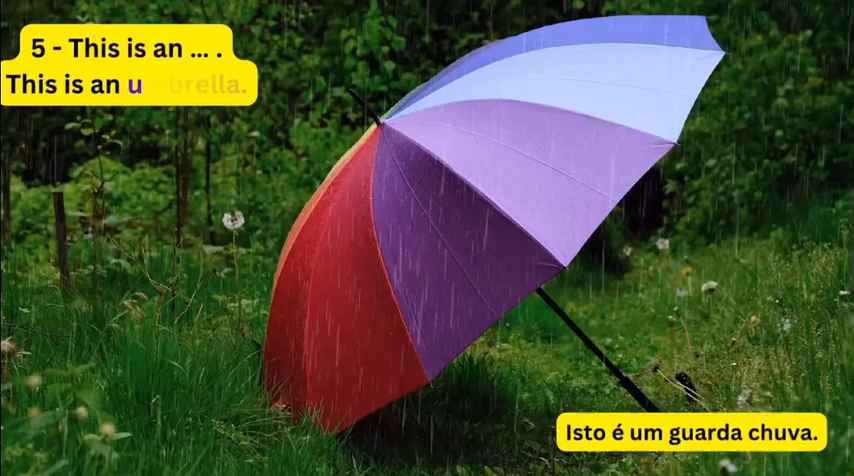 5 - This is an ... .
This is an umbrella.
Isto é um guarda chuva.